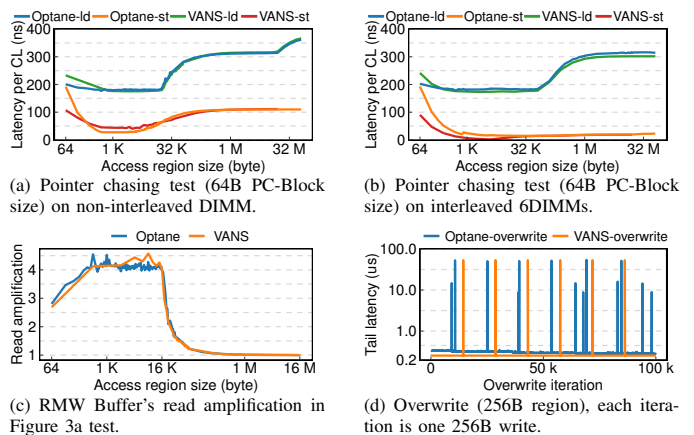 Optane-ld Optane-st VANS-ld VANS-st
Latency per CL (ns)
400
300
200
100
0
64 1 K 32 K 1 M 32 M
Access region size (byte)
(a) Pointer chasing test (64B PC-Block
size) on non-interleaved DIMM.
Optane-ld Optane-st VANS-ld VANS-st
Latency per CL (ns)
400
300
200
100
0
64 1 K 32 K 1 M 32 M
Access region size (byte)
(b) Pointer chasing test (64B PC-Block
size) on interleaved 6DIMMs.
Optane VANS
Read amplification
4
3
2
1
64 1 K 16 K 1 M 16 M
Access region size (byte)
(c) RMW Buffer's read amplification in
Figure 3a test.
Optane-overwrite VANS-overwrite
Tail latency (us)
100.0
10.0
1.0
0.2
0 50 k 100 k
Overwrite iteration
(d) Overwrite (256B region), each itera-
tion is one 256B write.